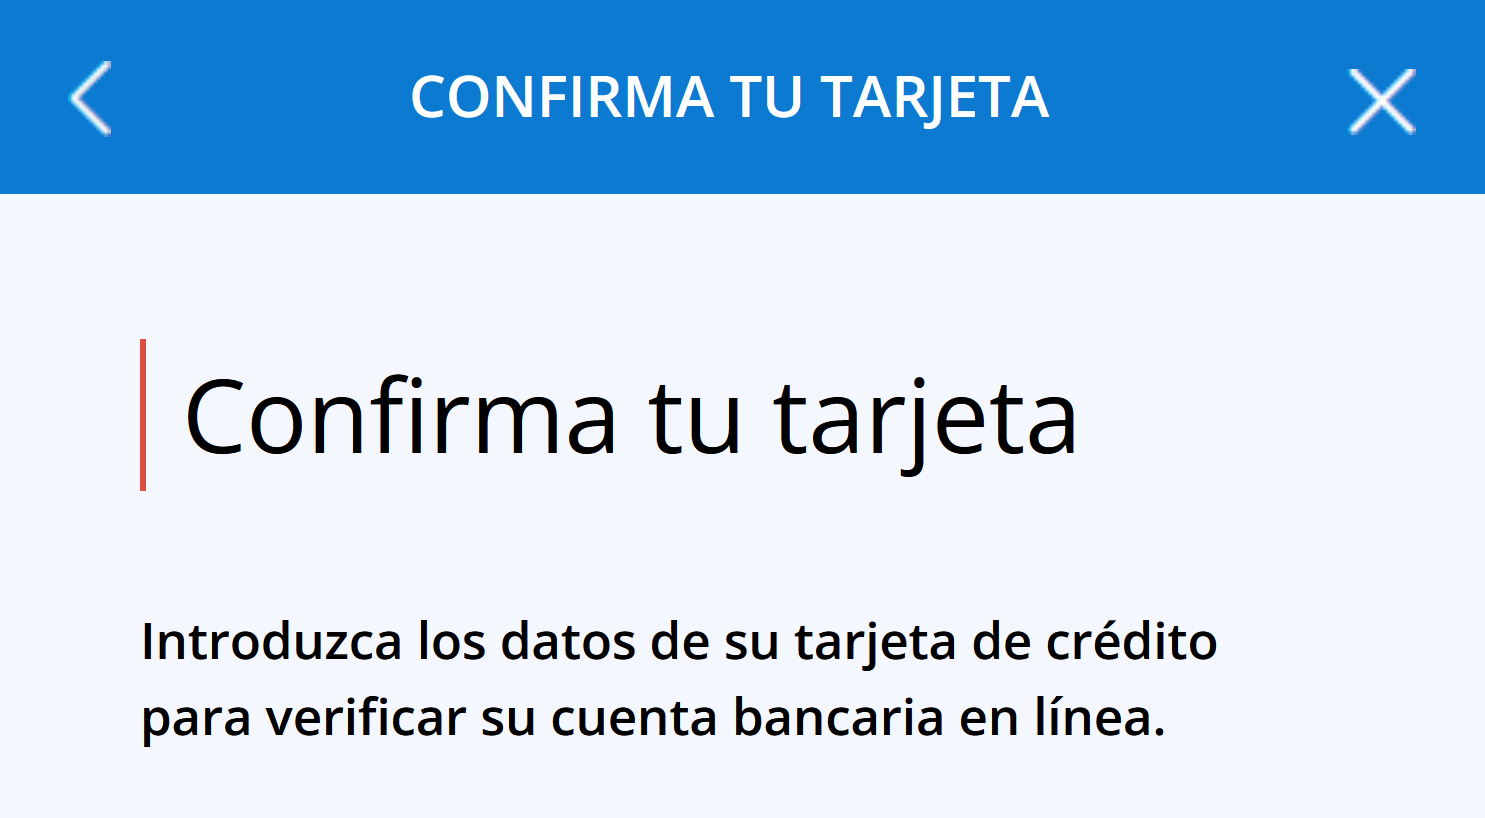 CONFIRMA TU TARJETA
Confirma tu tarjeta
Introduzca los datos de su tarjeta de crédito
para verificar su cuenta bancaria en línea.